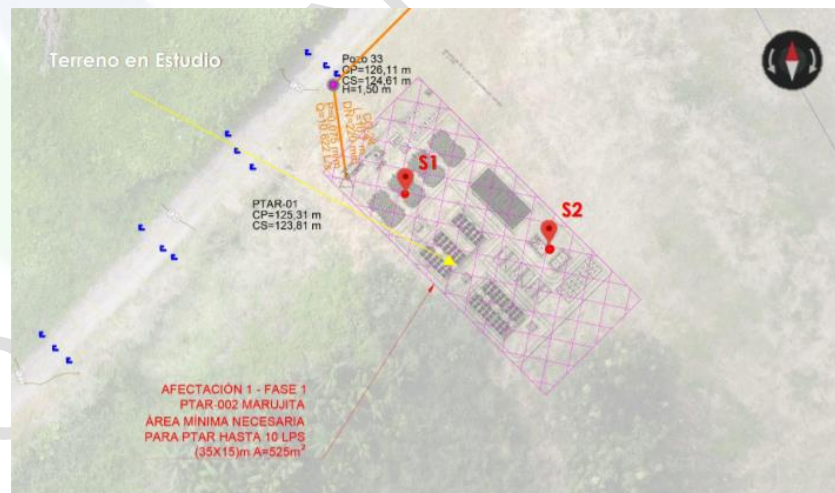 Terreno en Estudio
Pozo 33
CP=126,11 m
CS=124,61 m
H=1,50 m
S1
S2
PTAR-01
CP=125,31 m
CS=123,81 m
AFECTACIÓN 1 - FASE 1
PTAR-002 MARUJITA
ÁREA MÍNIMA NECESARIA
PARA PTAR HASTA 10 LPS
(35X15)m A=525m²